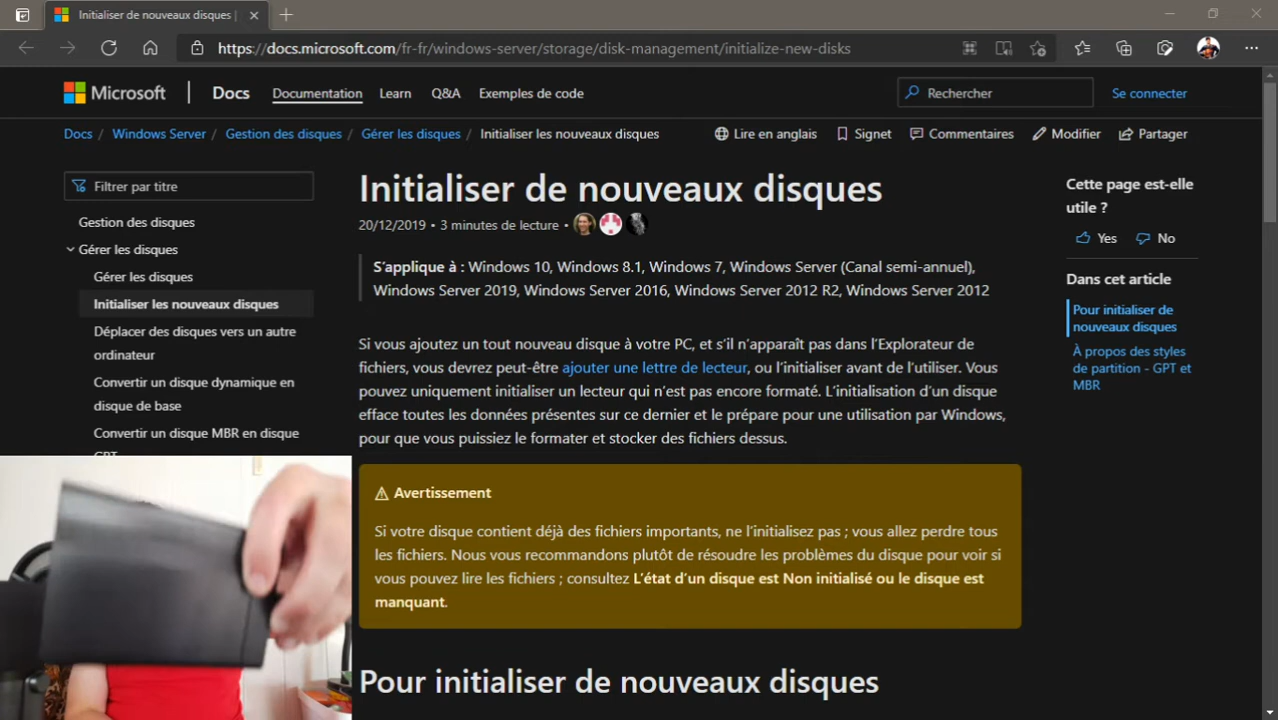 Initialiser de nouveaux disques |
https://docs.microsoft.com/fr-fr/windows-server/storage/disk-management/initialize-new-disks
Microsoft
Docs
Documentation
Learn
Q&A
Exemples de code
Rechercher
Se connecter
Docs / Windows Server / Gestion des disques / Gérer les disques / Initialiser les nouveaux disques
Lire en anglais
Signet
Commentaires
Modifier
Partager
Filtrer par titre
Gestion des disques
Gérer les disques
Gérer les disques
Initialiser les nouveaux disques
Déplacer des disques vers un autre
ordinateur
Convertir un disque dynamique en
disque de base
Convertir un disque MBR en disque
GPT
Initialiser de nouveaux disques
20/12/2019 • 3 minutes de lecture •
S’applique à : Windows 10, Windows 8.1, Windows 7, Windows Server (Canal semi-annuel),
Windows Server 2019, Windows Server 2016, Windows Server 2012 R2, Windows Server 2012
Si vous ajoutez un tout nouveau disque à votre PC, et s’il n’apparaît pas dans l’Explorateur de
fichiers, vous devrez peut-être ajouter une lettre de lecteur, ou l’initialiser avant de l’utiliser. Vous
pouvez uniquement initialiser un lecteur qui n’est pas encore formaté. L’initialisation d’un disque
efface toutes les données présentes sur ce dernier et le prépare pour une utilisation par Windows,
pour que vous puissiez le formater et stocker des fichiers dessus.
Avertissement
Si votre disque contient déjà des fichiers importants, ne l’initialisez pas ; vous allez perdre tous
les fichiers. Nous vous recommandons plutôt de résoudre les problèmes du disque pour voir si
vous pouvez lire les fichiers ; consultez L’état d’un disque est Non initialisé ou le disque est
manquant.
Pour initialiser de nouveaux disques
Cette page est-elle
utile ?
Yes
No
Dans cet article
Pour initialiser de
nouveaux disques
À propos des styles
de partition - GPT et
MBR